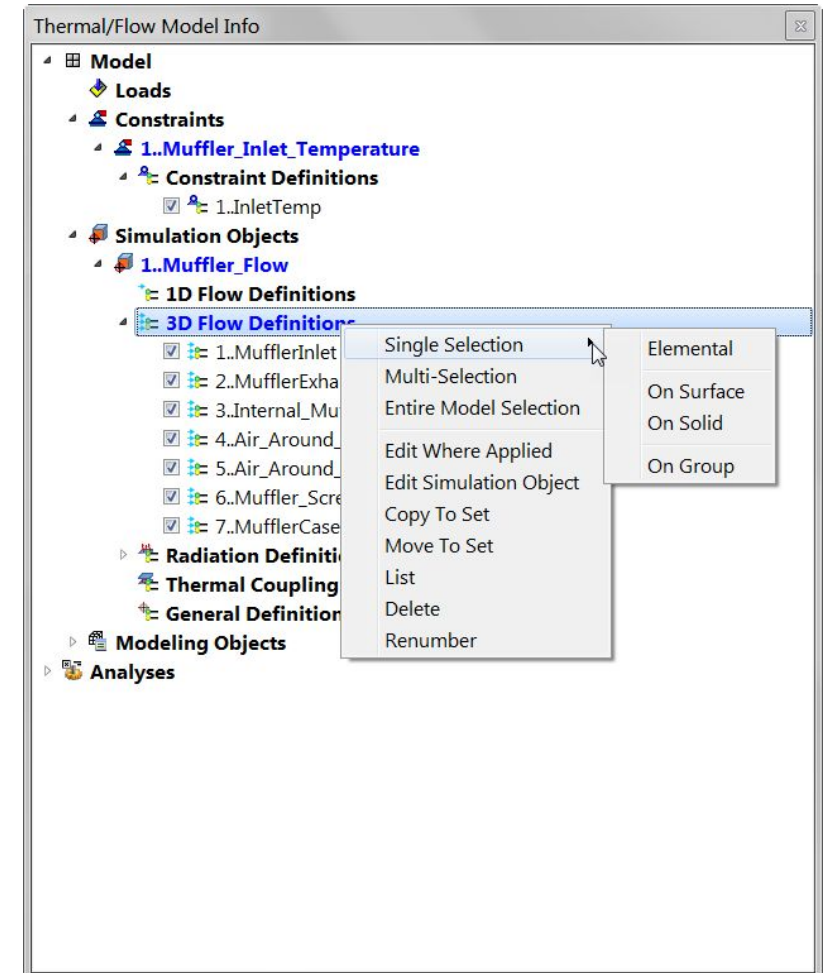 Thermal/Flow Model Info
Model
Loads
Constraints
1..Muffler_Inlet_Temperature
Constraint Definitions
1..InletTemp
Simulation Objects
1..Muffler_Flow
1D Flow Definitions
3D Flow Definitions
1..MufflerInlet
2..MufflerExha
3..Internal_Mu
4..Air_Around_
5..Air_Around_
6..Muffler_Scre
7..MufflerCase
Radiation Definiti
Thermal Coupling
General Definition
Modeling Objects
Analyses
Single Selection
Multi-Selection
Entire Model Selection
Edit Where Applied
Edit Simulation Object
Copy To Set
Move To Set
List
Delete
Renumber
Elemental
On Surface
On Solid
On Group